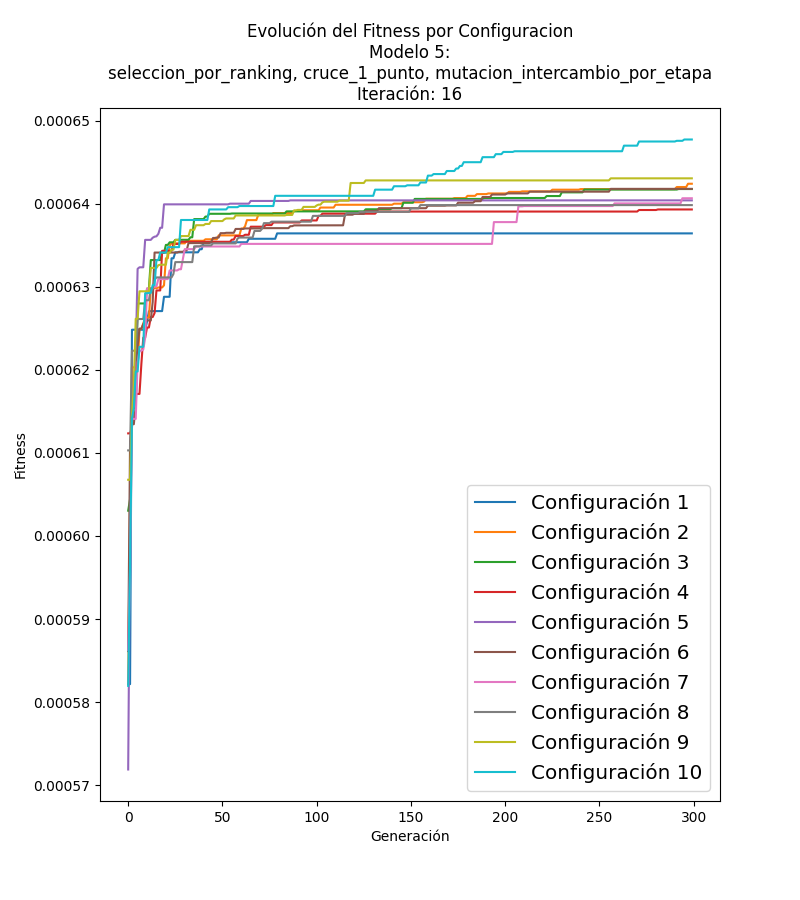 Evolución del Fitness por Configuracion
Modelo 5:
seleccion_por_ranking, cruce_1_punto, mutacion_intercambio_por_etapa
Iteración: 16
0.00065
0.00064
0.00063
0.00062
0.00061
0.00060
0.00059
0.00058
0.00057
Fitness
Configuración 1
Configuración 2
Configuración 3
Configuración 4
Configuración 5
Configuración 6
Configuración 7
Configuración 8
Configuración 9
Configuración 10
0 50 100 150 200 250 300
Generación